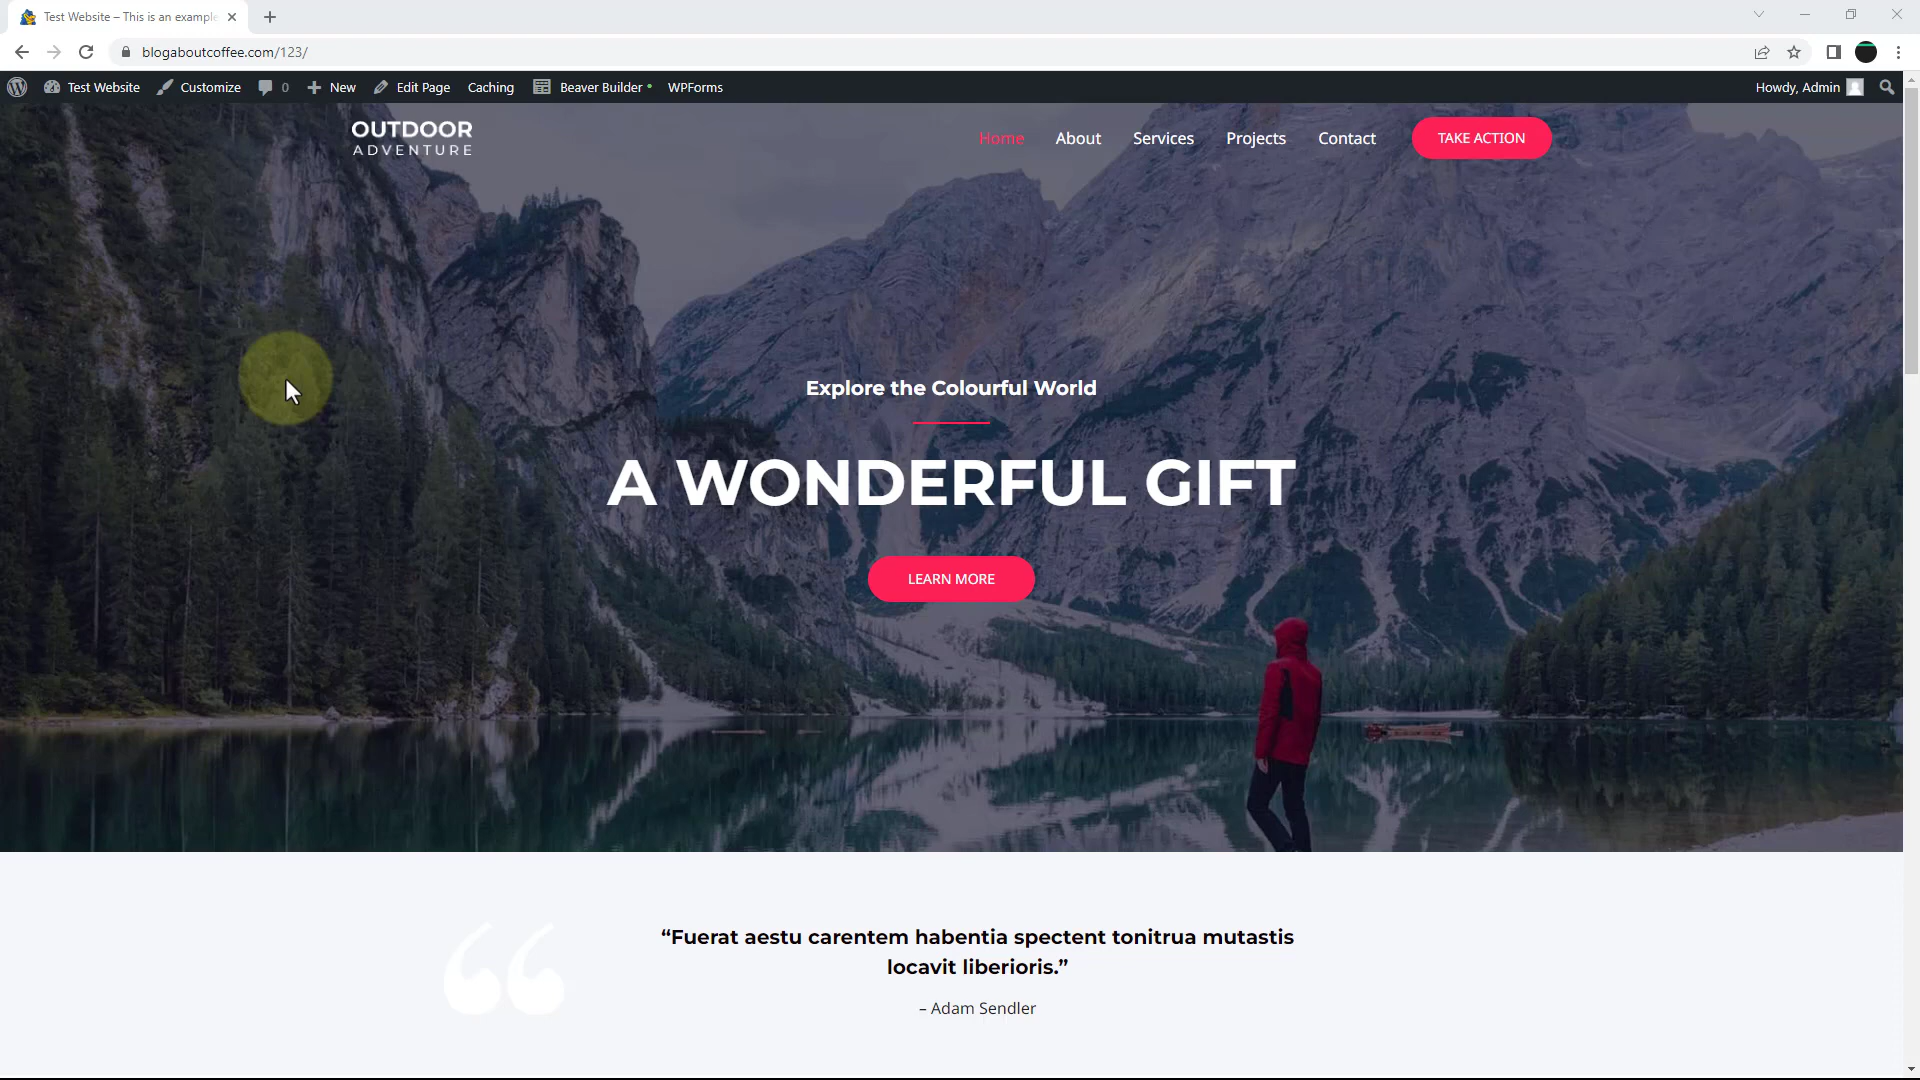 Test Website – This is an example
blogaboutcoffee.com/123/
Test Website Customize 0 New Edit Page Caching Beaver Builder WPForms Howdy, Admin
OUTDOOR
ADVENTURE
Home About Services Projects Contact TAKE ACTION
Explore the Colourful World
A WONDERFUL GIFT
LEARN MORE
“Fuerat aestu carentem habentia spectent tonitrua mutastis
locavit liberioris.”
– Adam Sendler